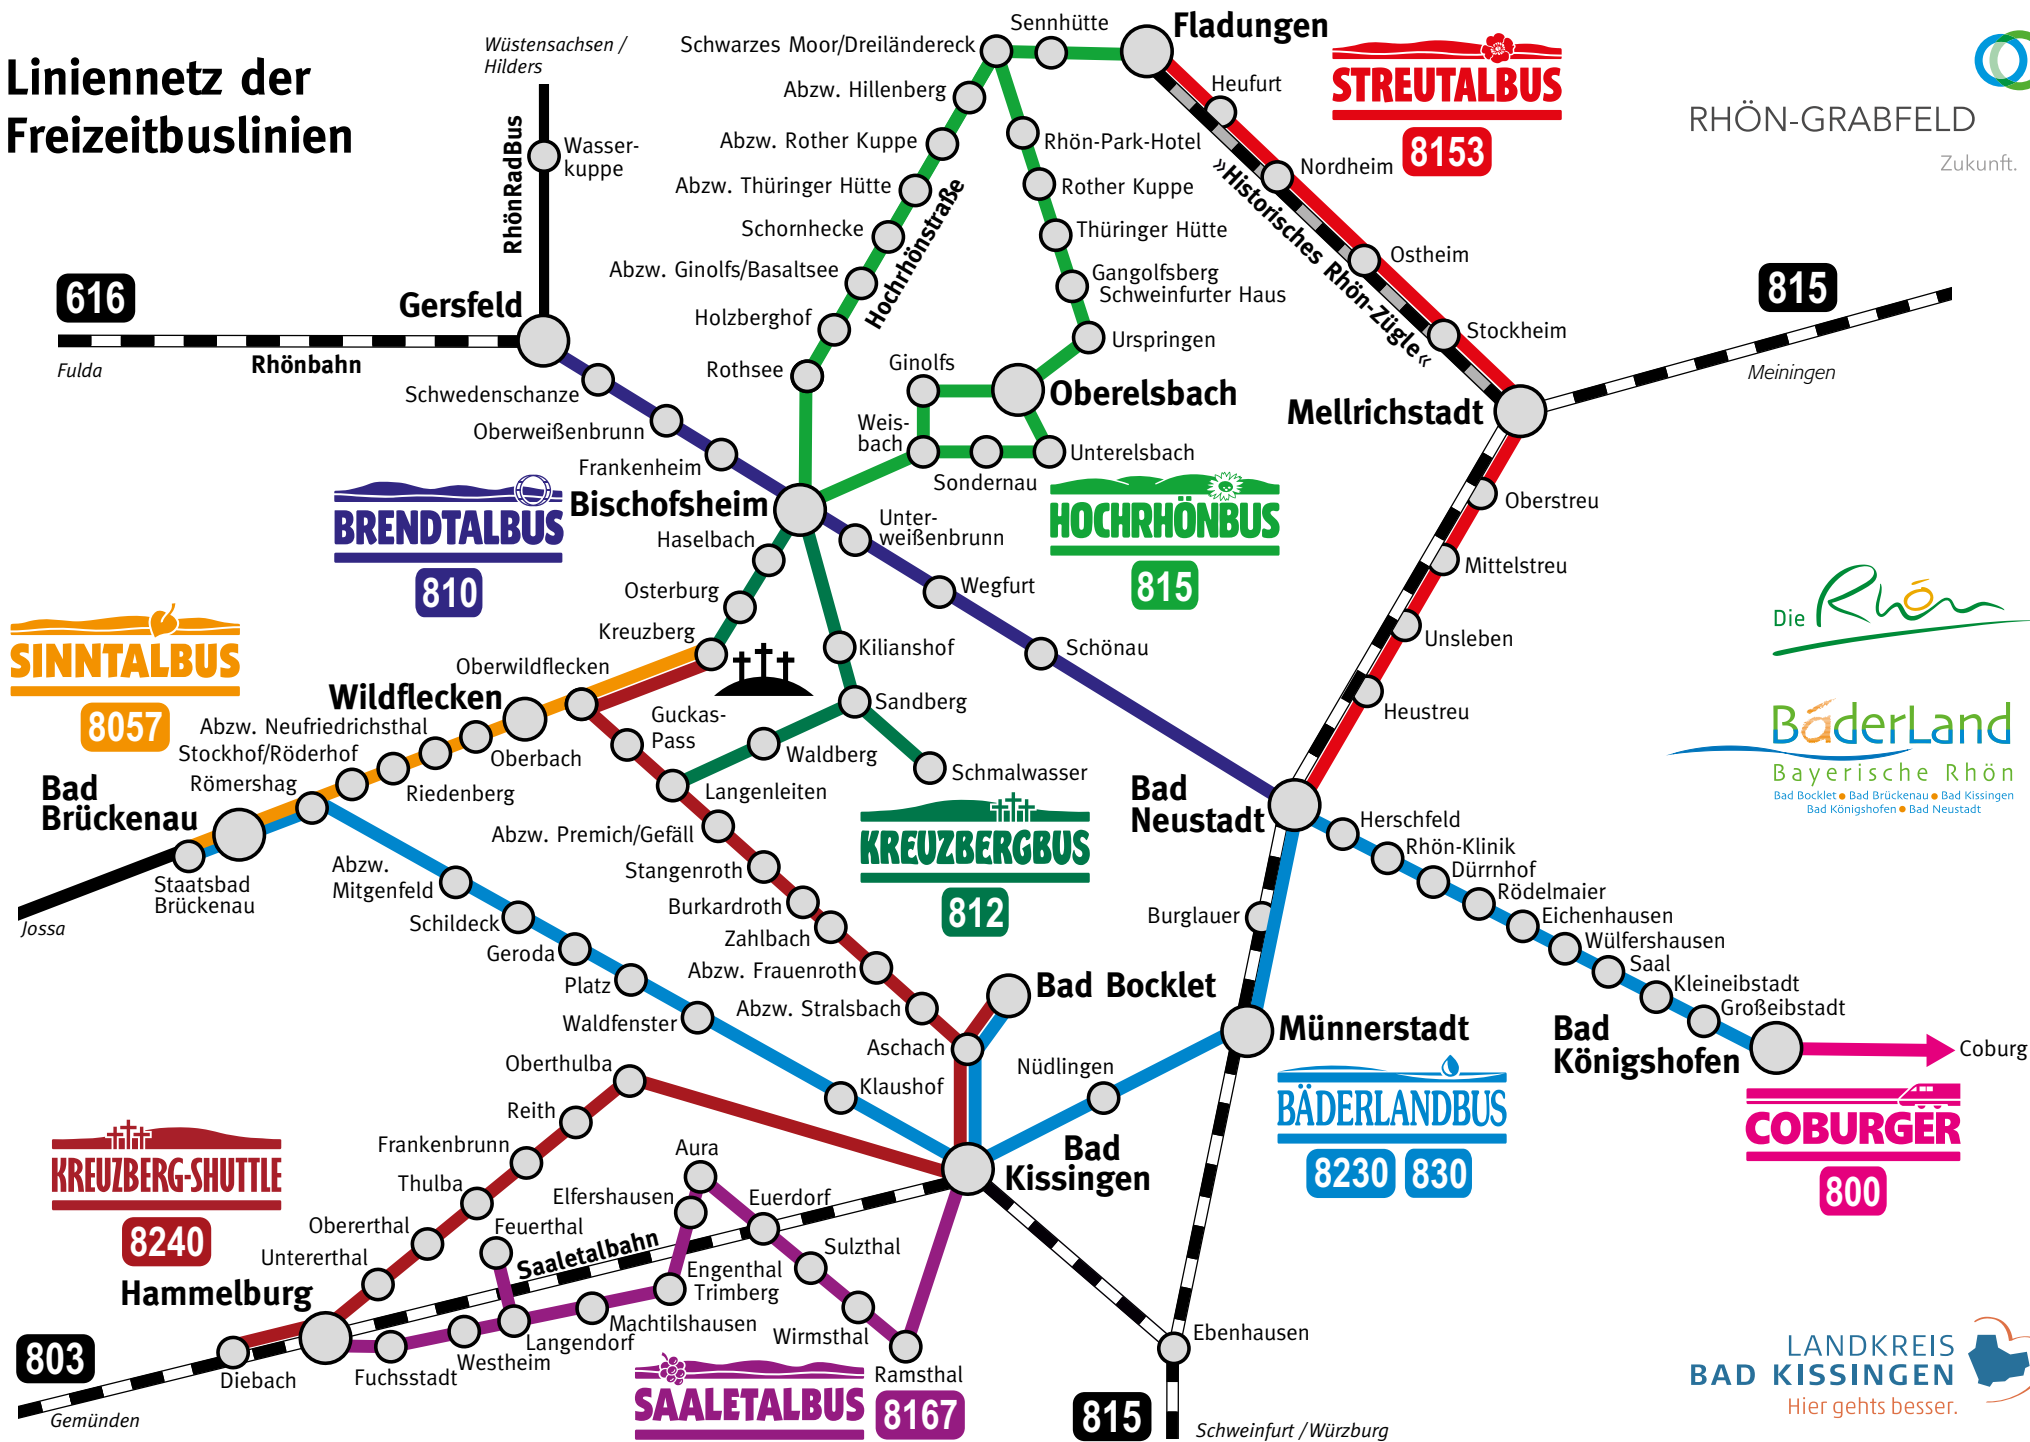 Liniennetz der
Freizeitbuslinien
Wüstensachsen /
Hilders
RhönRadBus
Wasser-
kuppe
616
Fulda
Rhönbahn
Gersfeld
Schwedenschanze
Oberweißenbrunn
Frankenheim
Bischofsheim
BRENDTALBUS
810
Sennhütte
Schwarzes Moor/Dreiländereck
Abzw. Hillenberg
Abzw. Rother Kuppe
Abzw. Thüringer Hütte
Schornhecke
Abzw. Ginolfs/Basaltsee
Holzberghof
Rothsee
Hochrhönstraße
Fladungen
Rhön-Park-Hotel
Rother Kuppe
Thüringer Hütte
Gangolfsberg
Schweinfurter Haus
Urspringen
Ginolfs
Oberelsbach
Weis-
bach
Sondernau
Unterelsbach
HOCHRHÖNBUS
815
STREUTALBUS
8153
Heufurt
Nordheim
Ostheim
Stockheim
»Historisches Rhön-Zügle«
Mellrichstadt
815
Meiningen
Oberstreu
Mittelstreu
Unsleben
Heustreu
RHÖN-GRABFELD
Zukunft.
Die Rhön
BäderLand
Bayerische Rhön
Bad Bocklet Bad Brückenau Bad Kissingen
Bad Königshofen Bad Neustadt
Unter-
weißenbrunn
Wegfurt
Schönau
Bad
Neustadt
Haselbach
Osterburg
Kreuzberg
Kilianshof
Sandberg
Waldberg
Schmalwasser
KREUZBERGBUS
812
SINNTALBUS
8057
Oberwildflecken
Wildflecken
Abzw. Neufriedrichsthal
Oberbach
Stockhof/Röderhof
Riedenberg
Römershag
Bad
Brückenau
Staatsbad
Brückenau
Jossa
Guckas-
Pass
Langenleiten
Abzw. Premich/Gefäll
Stangenroth
Burkardroth
Zahlbach
Abzw. Frauenroth
Abzw. Stralsbach
Aschach
Bad Bocklet
Abzw.
Mitgenfeld
Schildeck
Geroda
Platz
Waldfenster
Klaushof
Bad
Kissingen
Nüdlingen
Münnerstadt
Burglauer
BÄDERLANDBUS
8230
830
Herschfeld
Rhön-Klinik
Dürrnhof
Rödelmaier
Eichenhausen
Wülfershausen
Saal
Kleineibstadt
Großeibstadt
Bad
Königshofen
Coburg
COBURGER
800
KREUZBERG-SHUTTLE
8240
Oberthulba
Reith
Frankenbrunn
Thulba
Obererthal
Untererthal
Hammelburg
Diebach
803
Gemünden
Saaletalbahn
Feuerthal
Fuchsstadt
Westheim
Langendorf
Machtilshausen
Engenthal
Trimberg
Elfershausen
Aura
Euerdorf
Sulzthal
Wirmsthal
Ramsthal
SAALETALBUS
8167
Ebenhausen
815
Schweinfurt / Würzburg
LANDKREIS
BAD KISSINGEN
Hier gehts besser.